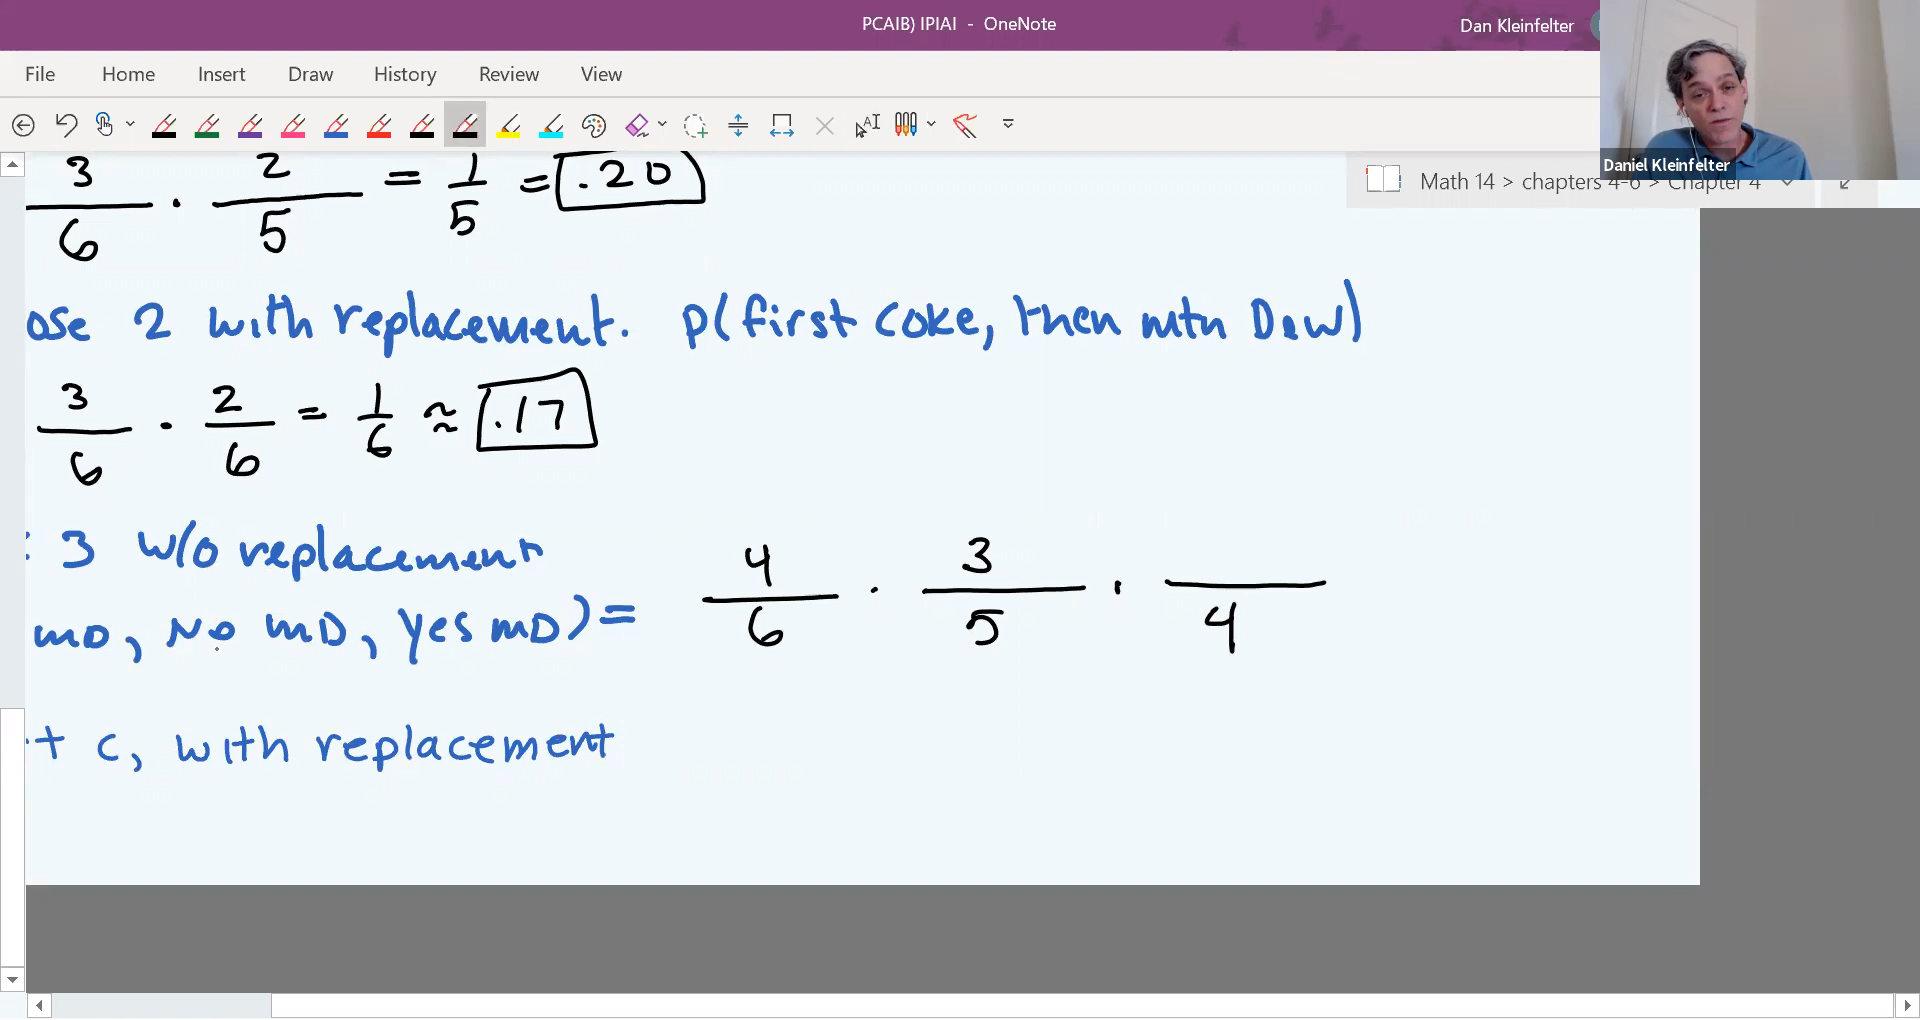 PCAIB) IPIAI - OneNote
Dan Kleinfelter
File Home Insert Draw History Review View
Daniel Kleinfelter
Math 14 > chapters 4-6 > Chapter 4
3/6 · 2/5 = 1/5 = .20
ose 2 with replacement. P(first coke, then mtn Dew)
3/6 · 2/6 = 1/6 ≈ .17
: 3 w/o replacement
mD, No mD, yes mD) = 4/6 · 3/5 · /4
t c, with replacement